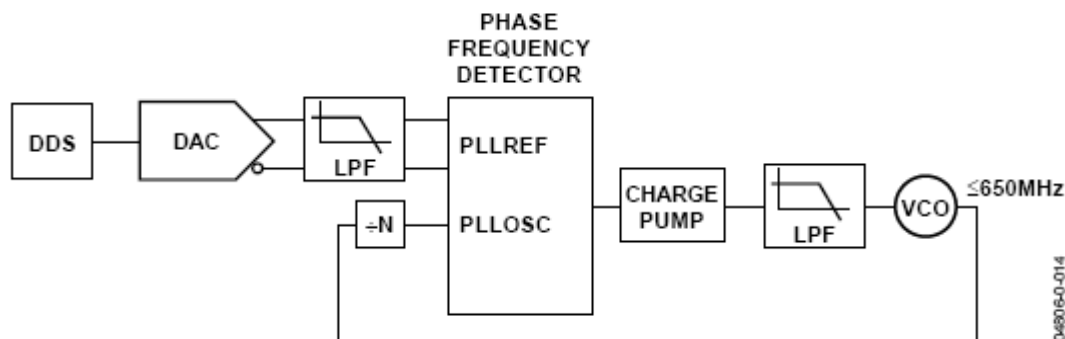 PHASE
FREQUENCY
DETECTOR
DDS
DAC
LPF
PLLREF
÷N
PLLOSC
CHARGE
PUMP
LPF
VCO
≤650MHz
04806-0-014